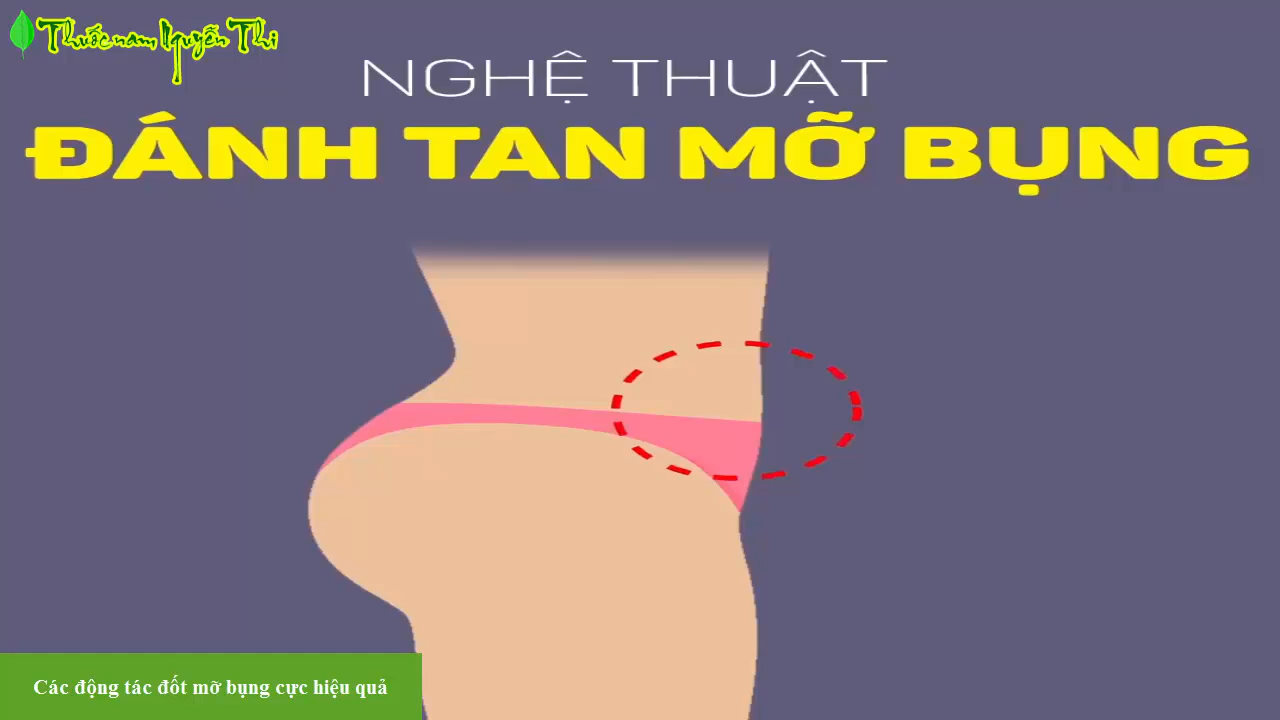 Thuốc nam Nguyễn Thi
NGHỆ THUẬT
ĐÁNH TAN MỠ BỤNG
Các động tác đốt mỡ bụng cực hiệu quả